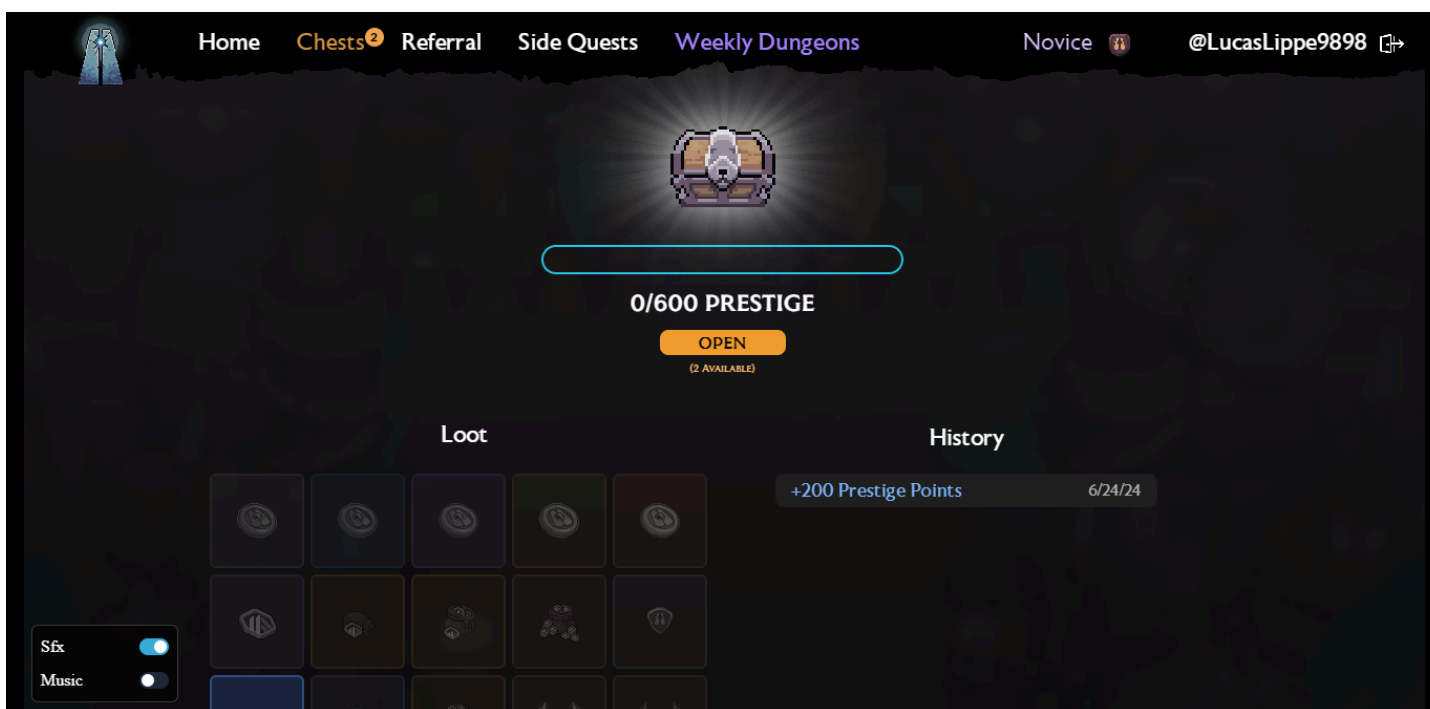 Home Chests 2 Referral Side Quests Weekly Dungeons Novice @LucasLippe9898
0/600 PRESTIGE
OPEN
(2 AVAILABLE)
Loot
History
+200 Prestige Points 6/24/24
Sfx
Music